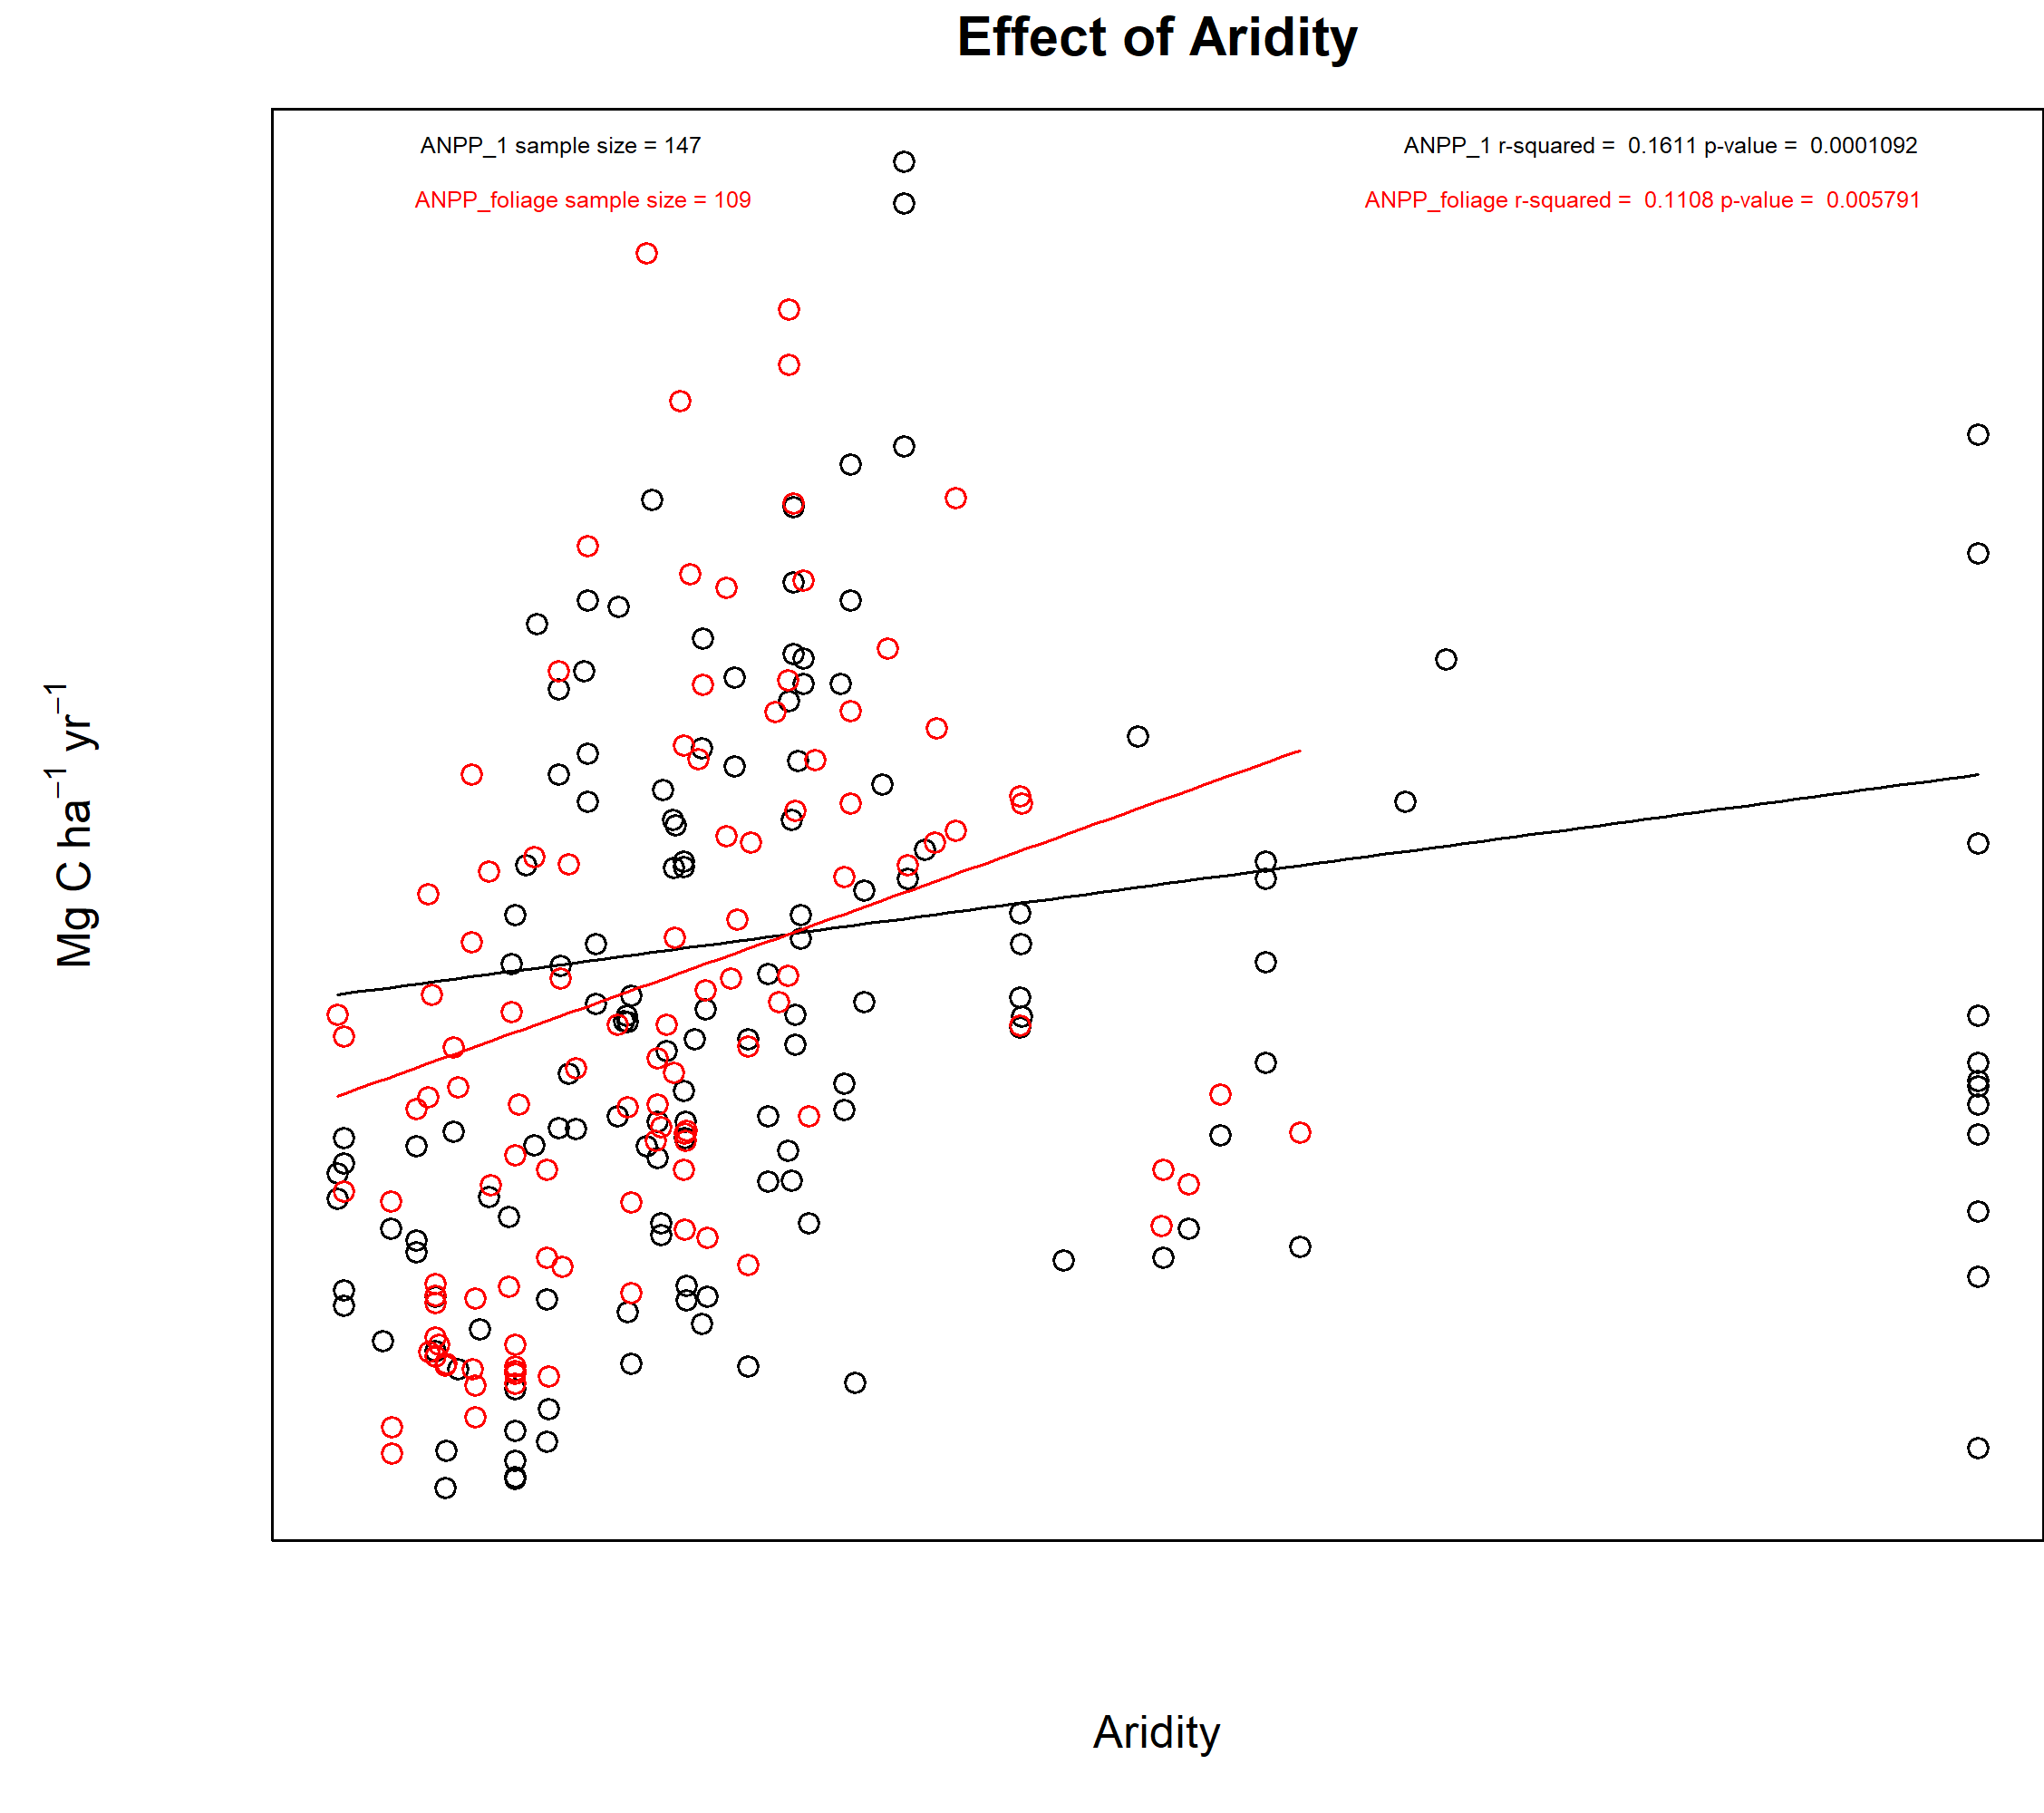 Effect of Aridity
ANPP_1 sample size = 147
ANPP_1 r-squared =  0.1611 p-value =  0.0001092
ANPP_foliage sample size = 109
ANPP_foliage r-squared =  0.1108 p-value =  0.005791
Mg C ha⁻¹ yr⁻¹
Aridity